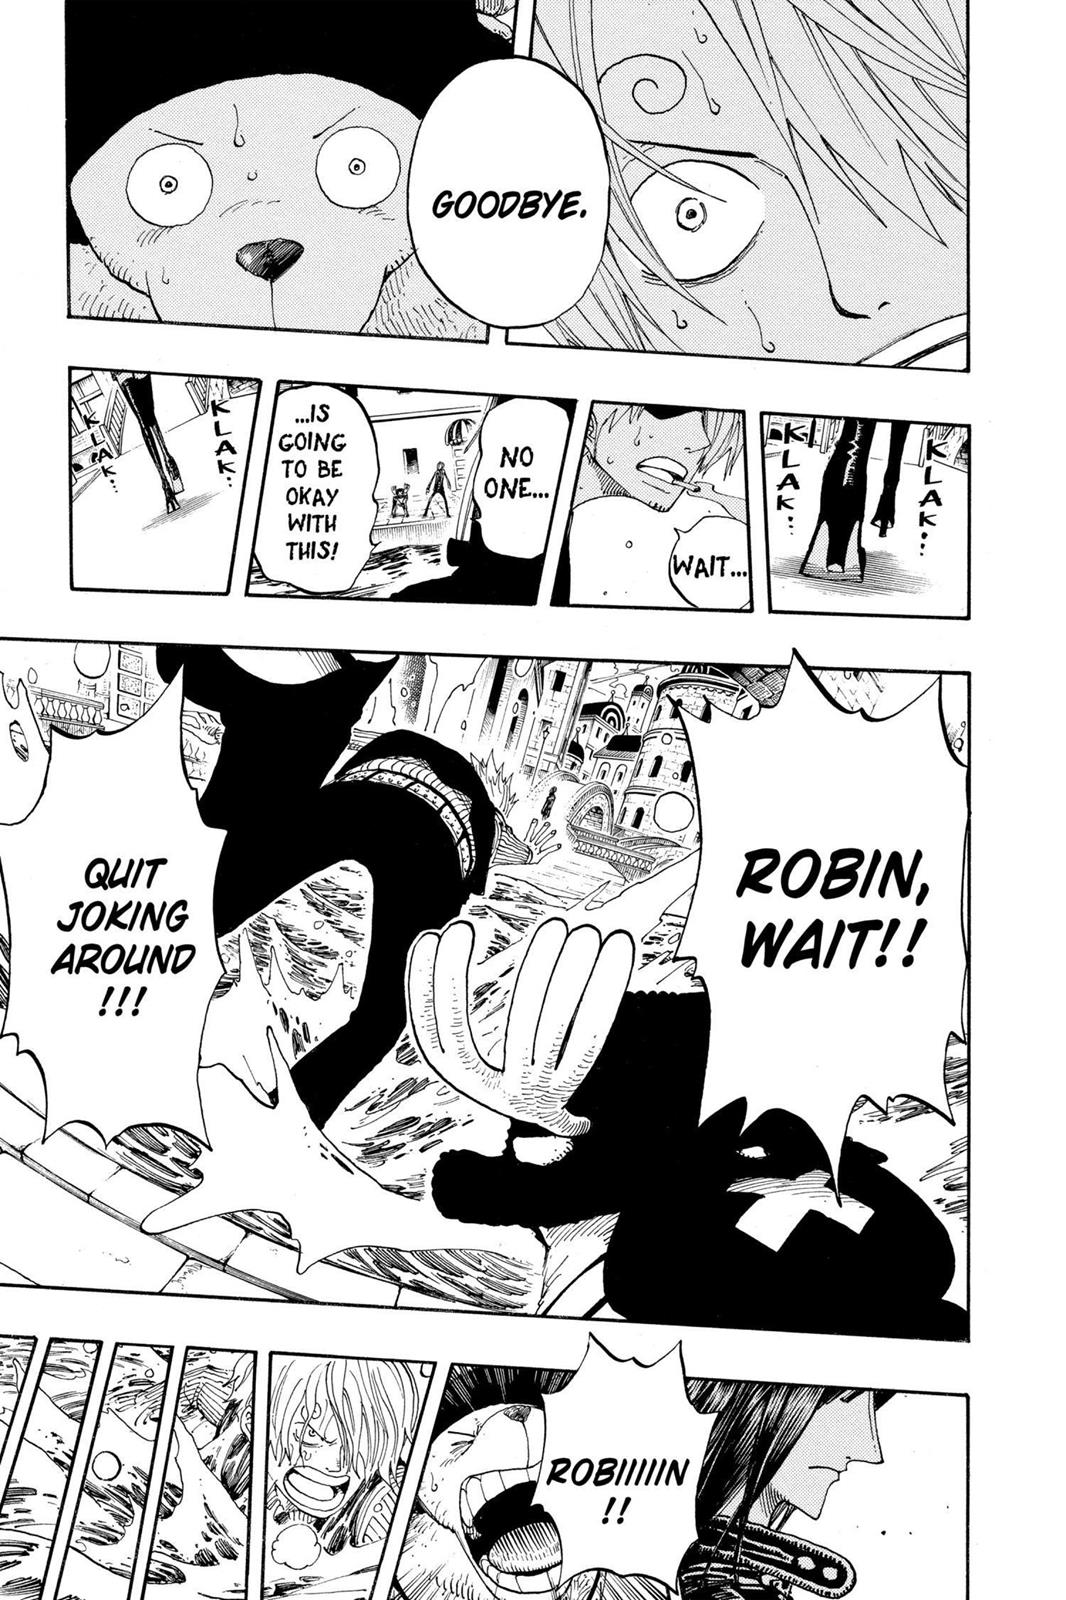 GOODBYE.
KLAK...
KLAK...
WAIT...
NO
ONE...
...IS
GOING
TO BE
OKAY
WITH
THIS!
KLAK...
KLAK...
ROBIN,
WAIT!!
QUIT
JOKING
AROUND
!!!
ROBIIIIIN
!!